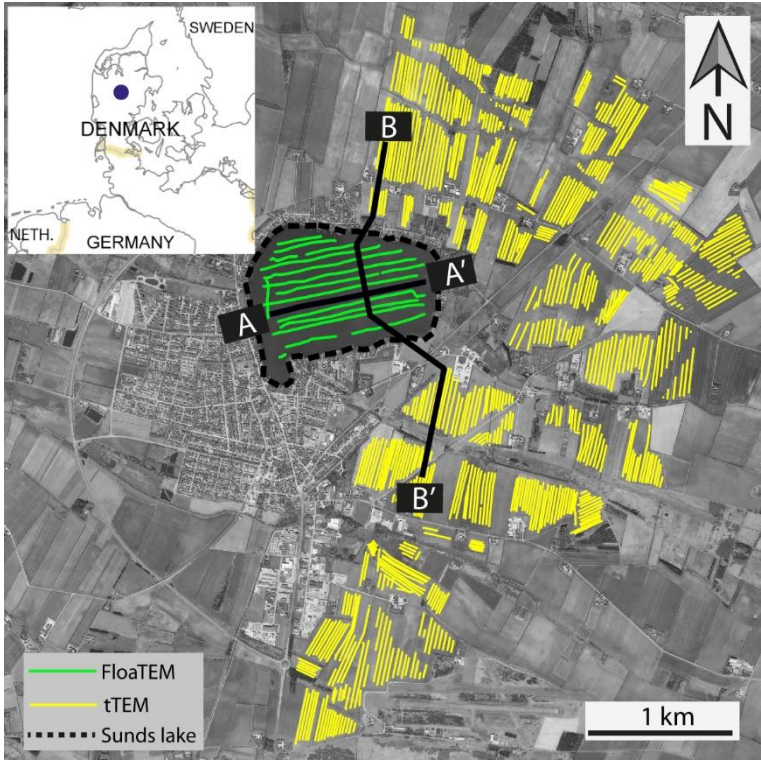 SWEDEN
DENMARK
NETH.
GERMANY
N
B
A'
A
B'
FloaTEM
tTEM
Sunds lake
1 km